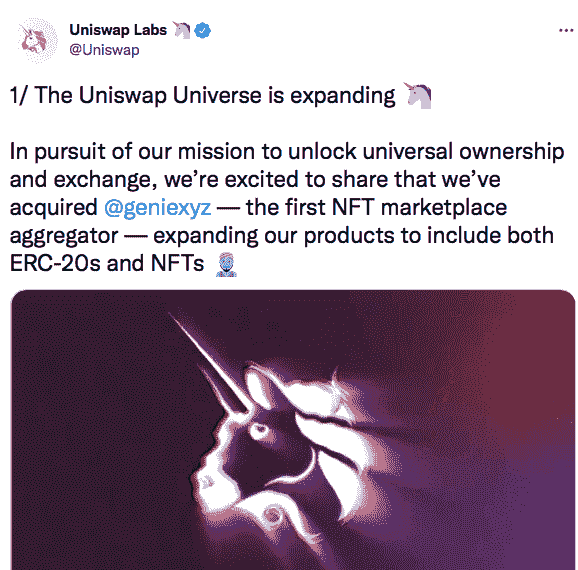 Uniswap Labs 🦄
@Uniswap
1/ The Uniswap Universe is expanding 🦄
In pursuit of our mission to unlock universal ownership
and exchange, we’re excited to share that we’ve
acquired @geniexyz — the first NFT marketplace
aggregator — expanding our products to include both
ERC-20s and NFTs 🧞